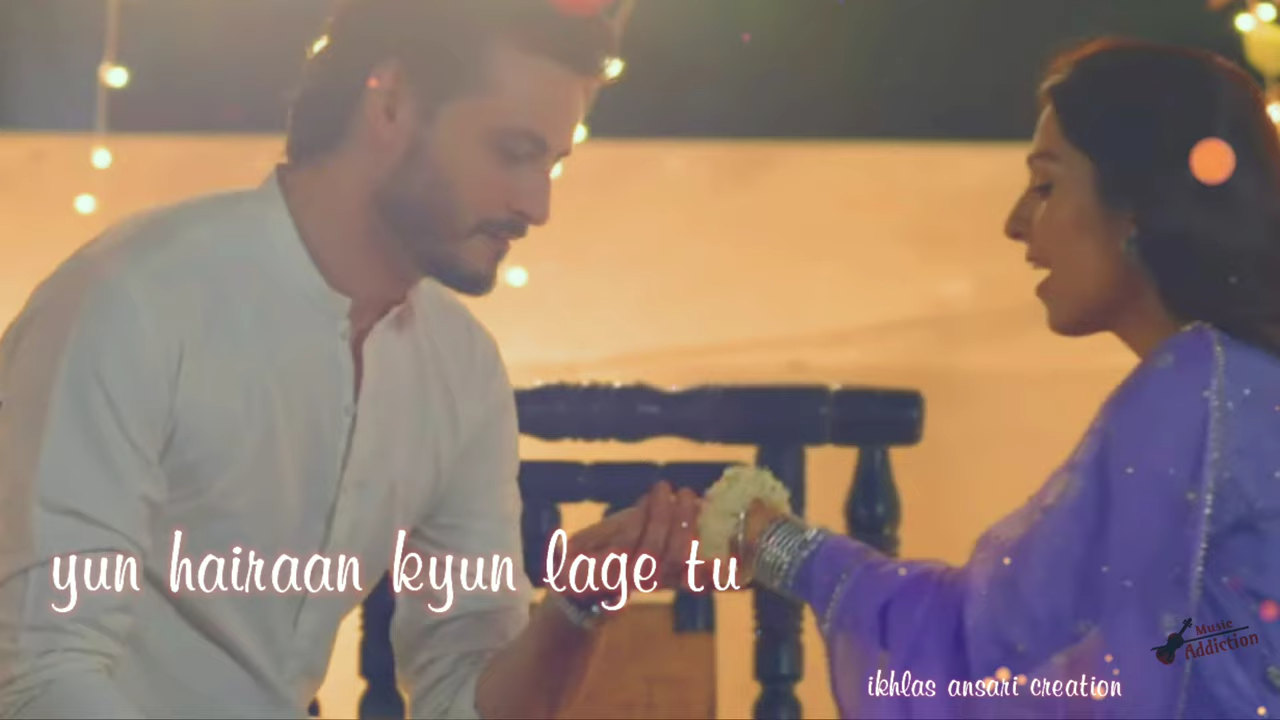 yun hairaan kyun lage tu
Music
Addiction
ikhlas ansari creation